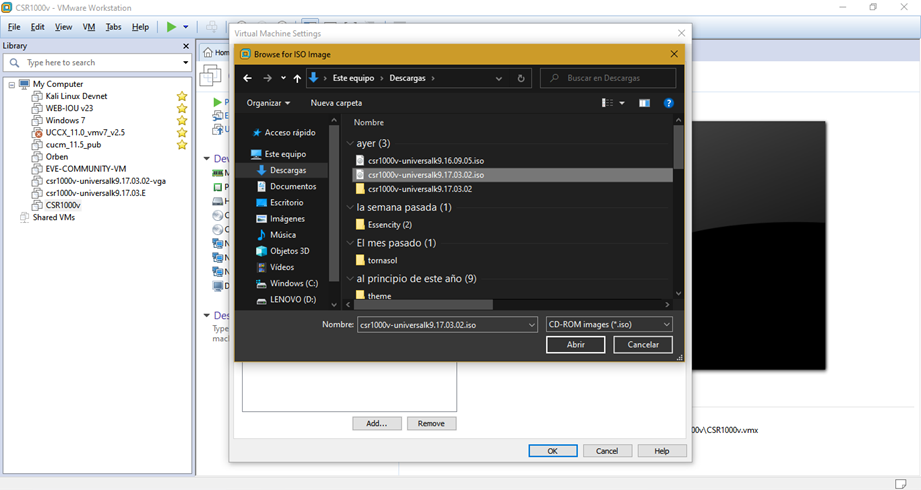 CSR1000v - VMware Workstation
File Edit View VM Tabs Help
Library
Type here to search
My Computer
Kali Linux Devnet
WEB-IOU v23
Windows 7
UCCX_11.0_vmv7_v2.5
cucm_11.5_pub
Orben
EVE-COMMUNITY-VM
csr1000v-universalk9.17.03.02-vga
csr1000v-universalk9.17.03.E
CSR1000v
Shared VMs
Virtual Machine Settings
Browse for ISO Image
Este equipo
Descargas
Buscar en Descargas
Organizar
Nueva carpeta
Acceso rápido
Este equipo
Descargas
Documentos
Escritorio
Imágenes
Música
Objetos 3D
Vídeos
Windows (C:)
LENOVO (D:)
Nombre
ayer (3)
csr1000v-universalk9.16.09.05.iso
csr1000v-universalk9.17.03.02.iso
csr1000v-universalk9.17.03.02
la semana pasada (1)
Essencity (2)
El mes pasado (1)
tornasol
al principio de este año (9)
theme
Nombre: csr1000v-universalk9.17.03.02.iso
CD-ROM images (*.iso)
Abrir Cancelar
Add... Remove
OK Cancel Help
0v\CSR1000v.vmx